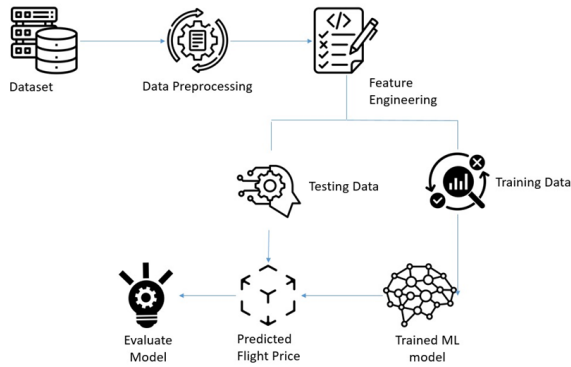 Dataset
Data Preprocessing
Feature
Engineering
Testing Data
Training Data
Evaluate
Model
Predicted
Flight Price
Trained ML
model